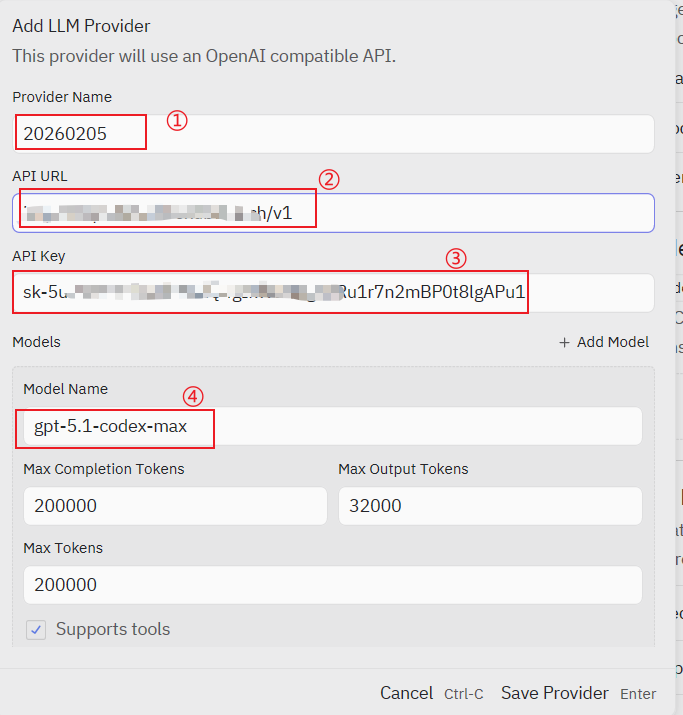 Add LLM Provider
This provider will use an OpenAI compatible API.
Provider Name
①
20260205
API URL
②
/v1
API Key
③
sk-5u Ru1r7n2mBP0t8lgAPu1
Models
+ Add Model
Model Name
④
gpt-5.1-codex-max
Max Completion Tokens
Max Output Tokens
200000
32000
Max Tokens
200000
Supports tools
Cancel Ctrl-C Save Provider Enter